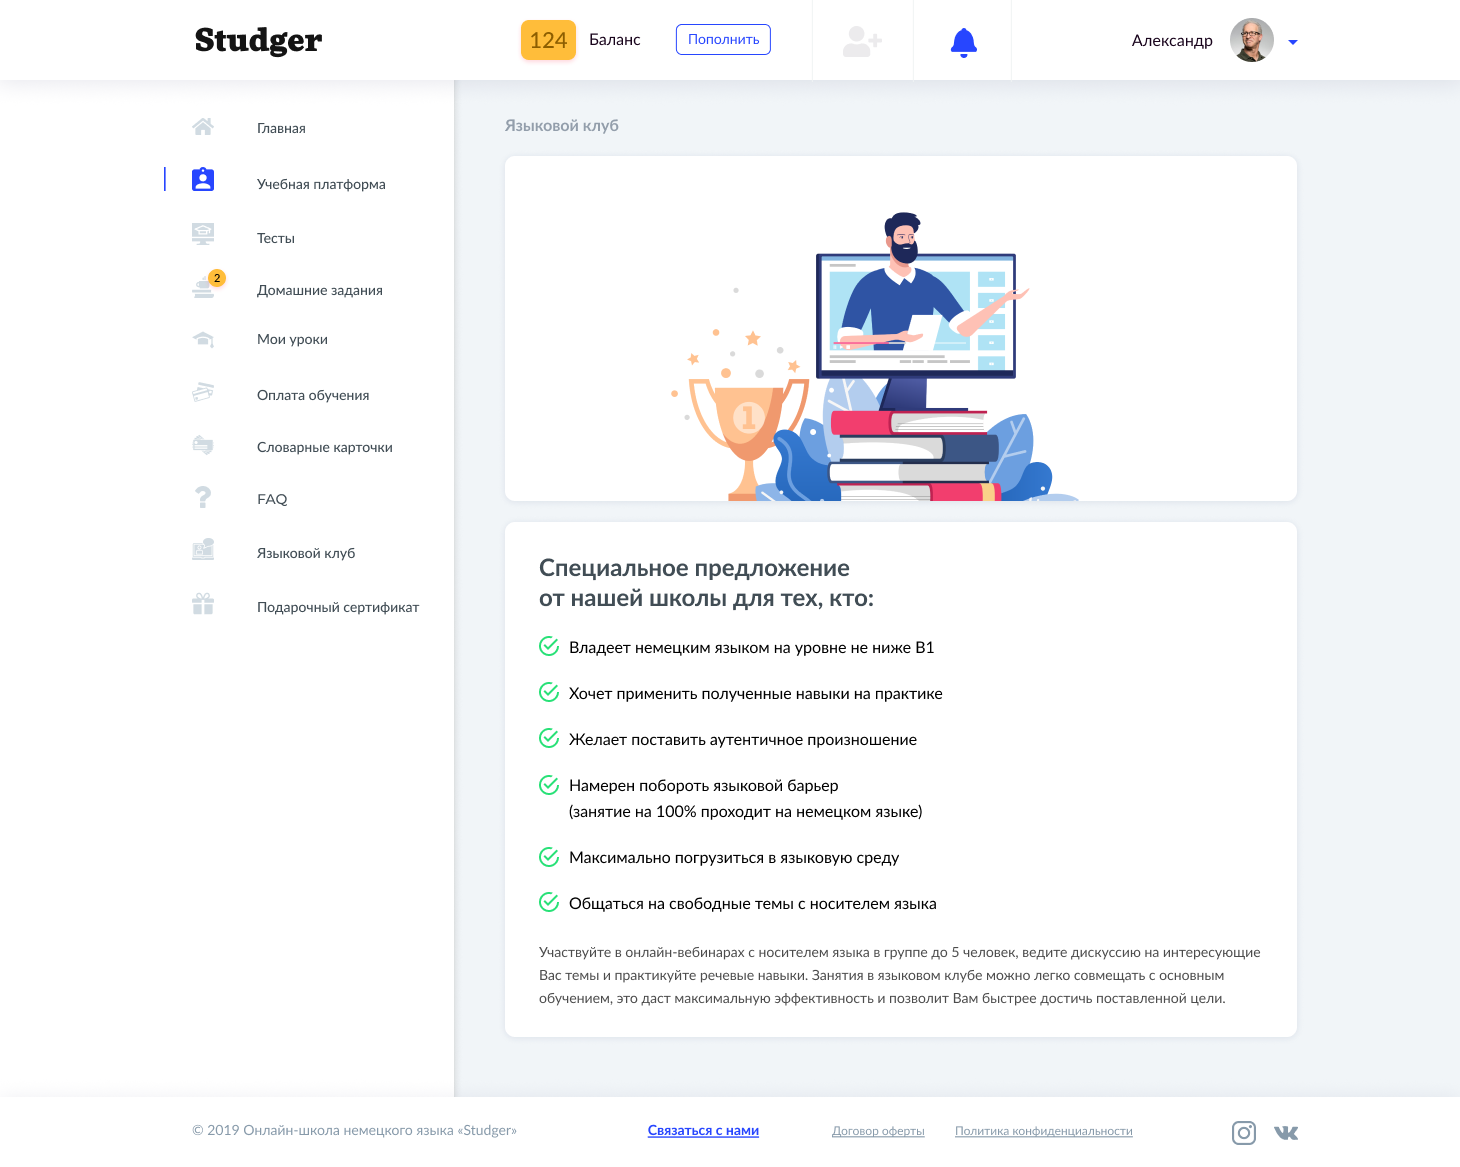 Studger
124 Баланс Пополнить
Александр
Главная
Учебная платформа
Тесты
2
Домашние задания
Мои уроки
Оплата обучения
Словарные карточки
FAQ
Языковой клуб
Подарочный сертификат
Языковой клуб
1
Специальное предложение
от нашей школы для тех, кто:
Владеет немецким языком на уровне не ниже B1
Хочет применить полученные навыки на практике
Желает поставить аутентичное произношение
Намерен побороть языковой барьер
(занятие на 100% проходит на немецком языке)
Максимально погрузиться в языковую среду
Общаться на свободные темы с носителем языка
Участвуйте в онлайн-вебинарах с носителем языка в группе до 5 человек, ведите дискуссию на интересующие
Вас темы и практикуйте речевые навыки. Занятия в языковом клубе можно легко совмещать с основным
обучением, это даст максимальную эффективность и позволит Вам быстрее достичь поставленной цели.
© 2019 Онлайн-школа немецкого языка «Studger»
Связаться с нами
Договор оферты
Политика конфиденциальности